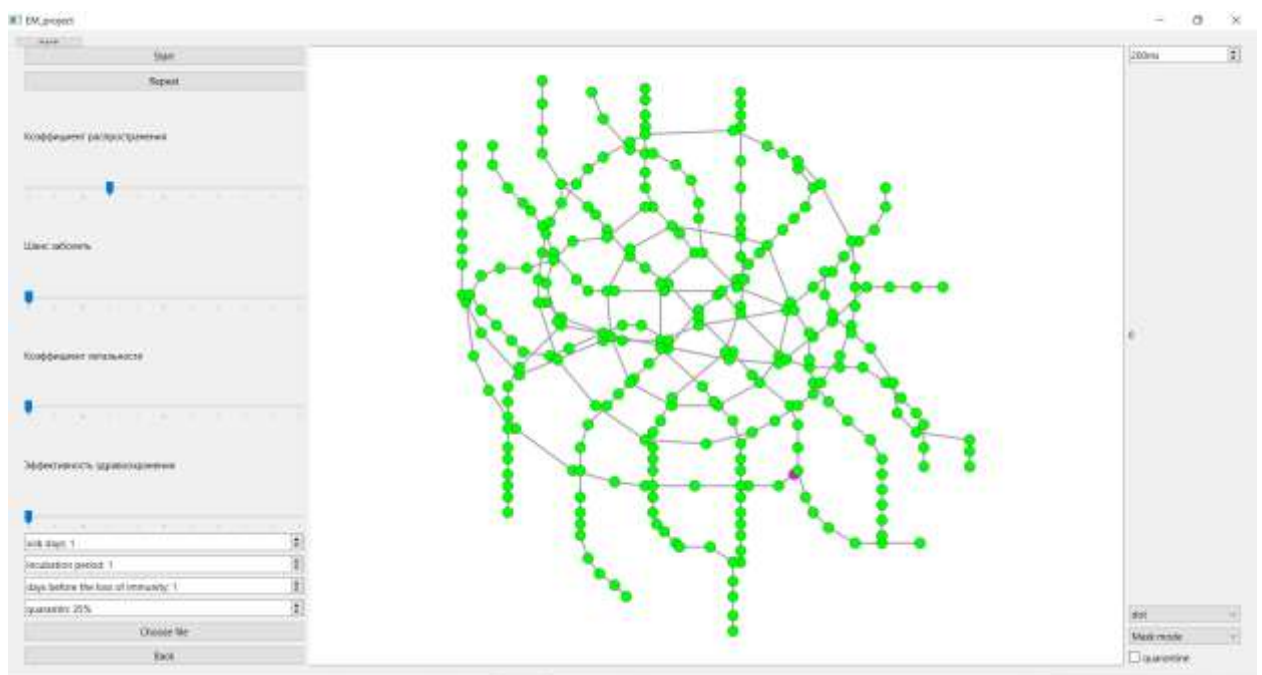 EM_project
Start
Repeat
Коэффициент распространения
Шанс заболеть
Коэффициент летальности
Эффективность здравоохранения
sick days: 1
incubation period: 1
days before the loss of immunity: 1
quarantin: 25%
Choose file
Back
200ms
0
dot
Mask mode
quarantine